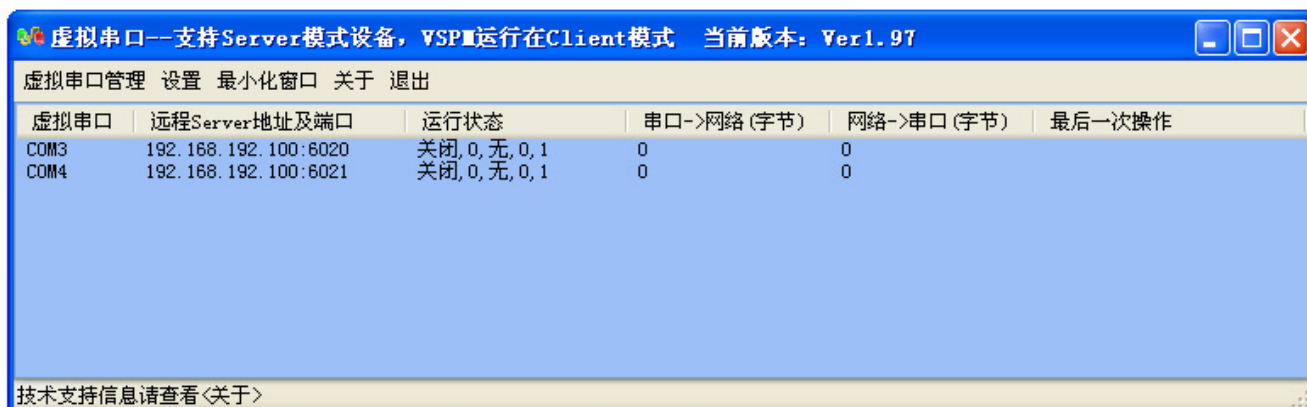 虚拟串口--支持Server模式设备，VSPM运行在Client模式 当前版本：Ver1.97
虚拟串口管理 设置 最小化窗口 关于 退出
虚拟串口 远程Server地址及端口 运行状态 串口->网络(字节) 网络->串口(字节) 最后一次操作
COM3 192.168.192.100:6020 关闭,0,无,0,1 0 0
COM4 192.168.192.100:6021 关闭,0,无,0,1 0 0
技术支持信息请查看<关于>